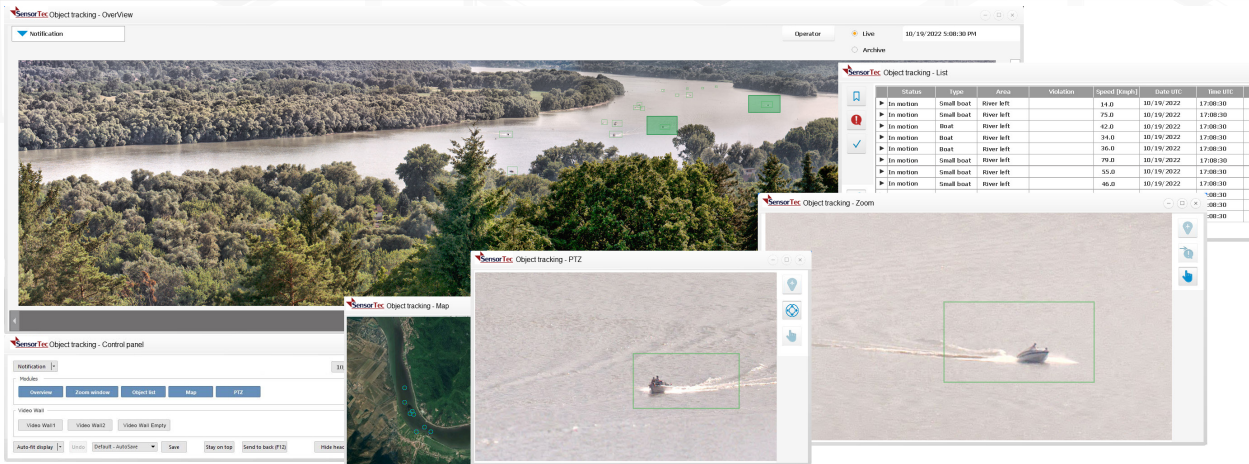 SensorTec Object tracking - OverView
Notification
Operator
Live
10/19/2022 5:08:30 PM
Archive
SensorTec Object tracking - List
Status Type Area Violation Speed [Kmph] Date UTC Time UTC
In motion Small boat River left 14.0 10/19/2022 17:08:30
In motion Small boat River left 75.0 10/19/2022 17:08:30
In motion Boat River left 42.0 10/19/2022 17:08:30
In motion Boat River left 34.0 10/19/2022 17:08:30
In motion Boat River left 36.0 10/19/2022 17:08:30
In motion Small boat River left 79.0 10/19/2022 17:08:30
In motion Small boat River left 55.0 10/19/2022 17:08:30
In motion Small boat River left 46.0 10/19/2022 17:08:30
:08:30
:08:30
:08:30
SensorTec Object tracking - Zoom
SensorTec Object tracking - PTZ
SensorTec Object tracking - Map
SensorTec Object tracking - Control panel
Notification
10
Modules
Overview Zoom window Object list Map PTZ
Video Wall
Video Wall1 Video Wall2 Video Wall Empty
Auto-fit display Undo Default - AutoSave Save Stay on top Send to back (F12) Hide head